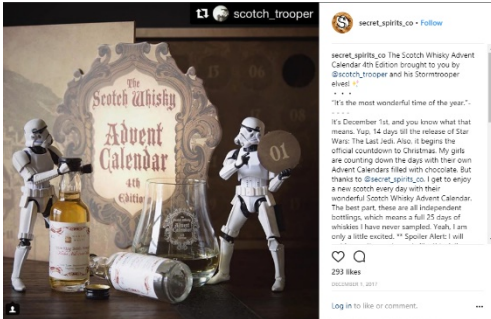 scotch_trooper
The
Scotch Whisky
Advent
Calendar
4th
Edition
01
secret_spirits_co • Follow
secret_spirits_co The Scotch Whisky Advent
Calendar 4th Edition brought to you by
@scotch_trooper and his Stormtrooper
elves! ✨
• • •
"It's the most wonderful time of the year."-
- - - -
It's December 1st, and you know what that
means. Yup, 14 days till the release of Star
Wars: The Last Jedi. Also, it begins the
official countdown to Christmas. My girls
are counting down the days with their own
Advent Calendars filled with chocolate. But
thanks to @secret_spirits_co, I get to enjoy
a new scotch every day with their
wonderful Scotch Whisky Advent Calendar.
The best part, these are all independent
bottlings, which means a full 25 days of
whiskies I have never sampled. Yeah, I am
only a little excited. ** Spoiler Alert: I will
293 likes
DECEMBER 1, 2017
Log in to like or comment.